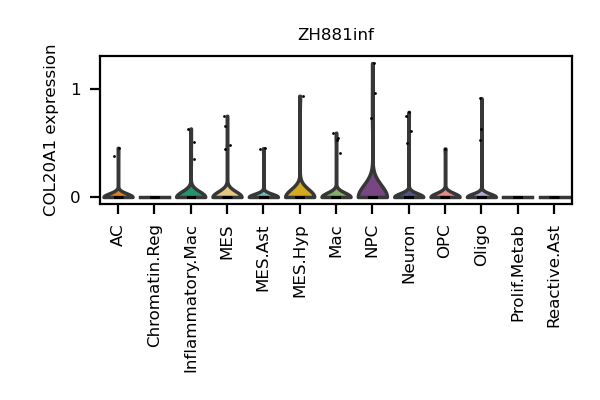 ZH881inf
COL20A1 expression
1
0
AC
Chromatin.Reg
Inflammatory.Mac
MES
MES.Ast
MES.Hyp
Mac
NPC
Neuron
OPC
Oligo
Prolif.Metab
Reactive.Ast